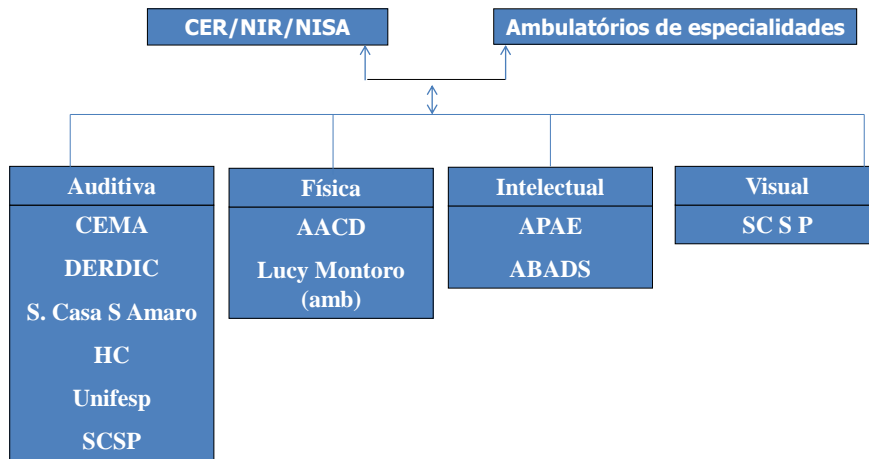 CER/NIR/NISA
Ambulatórios de especialidades
Auditiva
CEMA
DERDIC
S. Casa S Amaro
HC
Unifesp
SCSP
Física
AACD
Lucy Montoro
(amb)
Intelectual
APAE
ABADS
Visual
SC S P